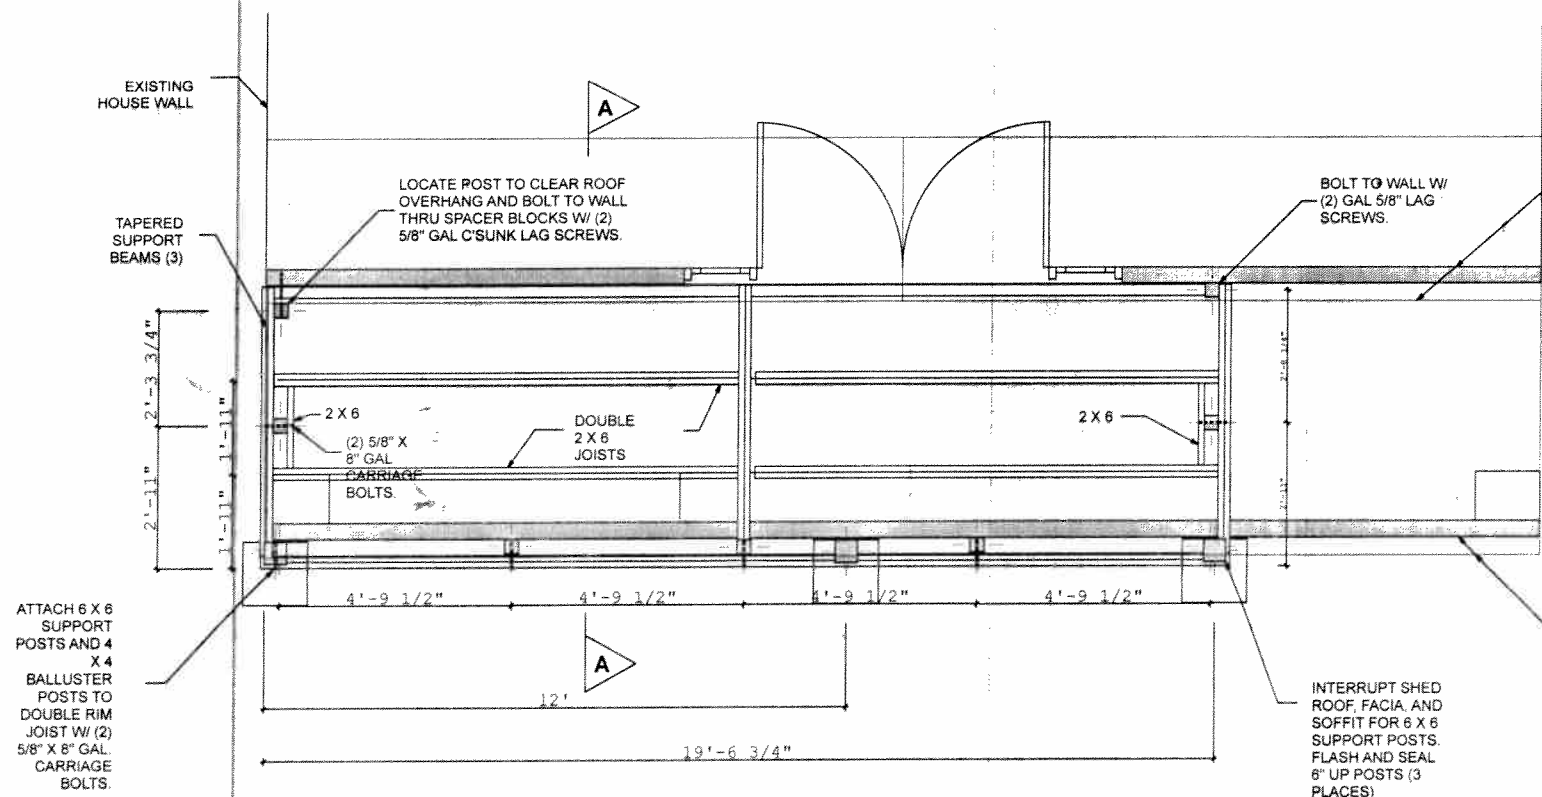 EXISTING
HOUSE WALL
A
LOCATE POST TO CLEAR ROOF
OVERHANG AND BOLT TO WALL
THRU SPACER BLOCKS W/ (2)
5/8" GAL C'SUNK LAG SCREWS.
BOLT TO WALL W/
(2) GAL 5/8" LAG
SCREWS.
TAPERED
SUPPORT
BEAMS (3)
2'-3 3/4"
2'-11"
1'-11"
1'-11"
2 X 6
(2) 5/8" X
8" GAL
CARRIAGE
BOLTS.
DOUBLE
2 X 6
JOISTS
2 X 6
2'-11"
4'-9 1/2"
4'-9 1/2"
4'-9 1/2"
4'-9 1/2"
ATTACH 6 X 6
SUPPORT
POSTS AND 4
X 4
BALLUSTER
POSTS TO
DOUBLE RIM
JOIST W/ (2)
5/8" X 8" GAL.
CARRIAGE
BOLTS.
A
12'
19'-6 3/4"
INTERRUPT SHED
ROOF, FACIA, AND
SOFFIT FOR 6 X 6
SUPPORT POSTS.
FLASH AND SEAL
6" UP POSTS (3
PLACES)